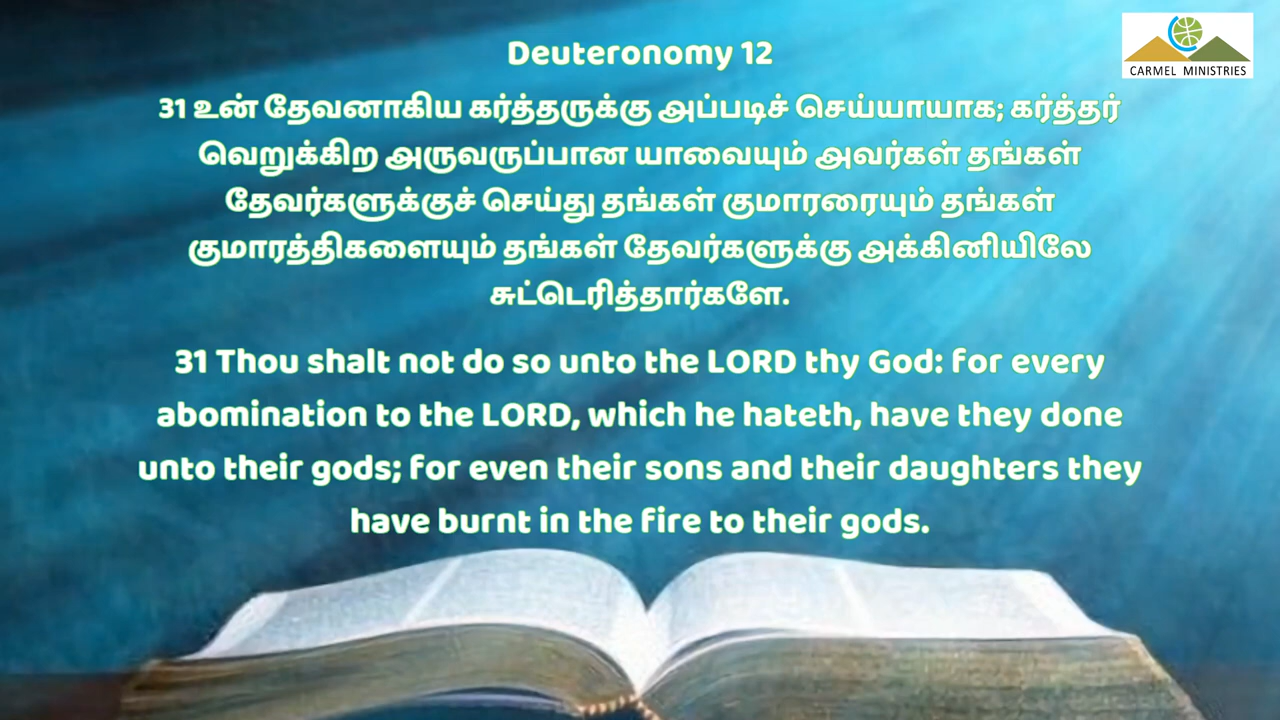 Deuteronomy 12
CARMEL MINISTRIES
31 உன் தேவனாகிய கர்த்தருக்கு அப்படிச் செய்யாயாக; கர்த்தர்
வெறுக்கிற அருவருப்பான யாவையும் அவர்கள் தங்கள்
தேவர்களுக்குச் செய்து தங்கள் குமாரரையும் தங்கள்
குமாரத்திகளையும் தங்கள் தேவர்களுக்கு அக்கினியிலே
சுட்டெரித்தார்களே.
31 Thou shalt not do so unto the LORD thy God: for every
abomination to the LORD, which he hateth, have they done
unto their gods; for even their sons and their daughters they
have burnt in the fire to their gods.